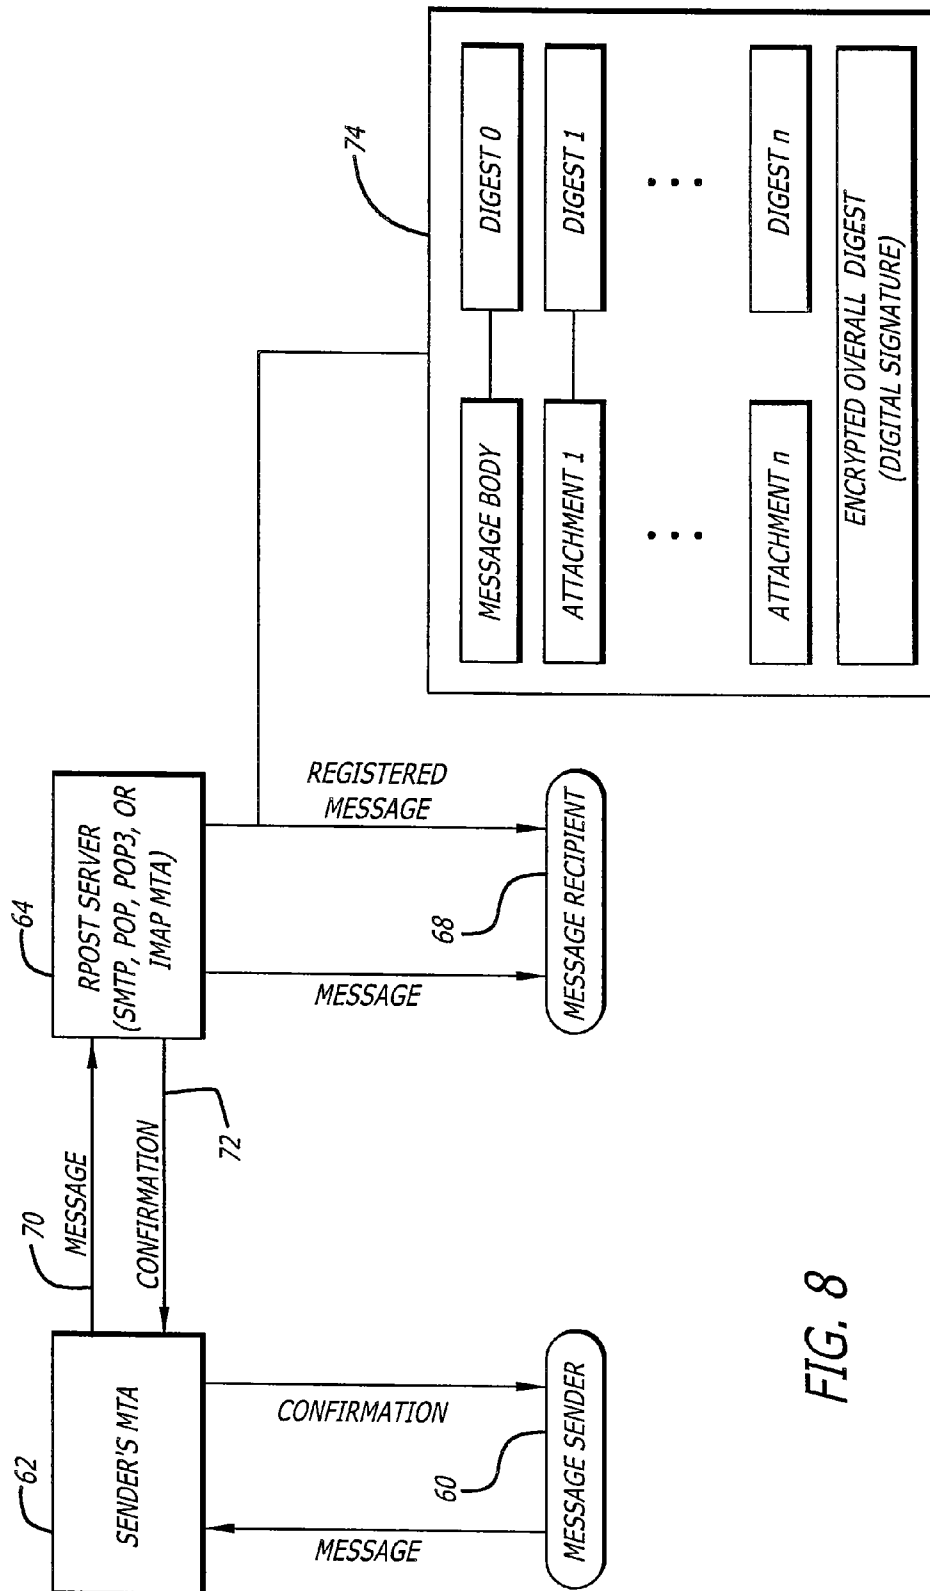 62
SENDER'S MTA
70
MESSAGE
CONFIRMATION
72
64
RPOST SERVER
(SMTP, POP, POP3, OR
IMAP MTA)
MESSAGE
CONFIRMATION
60
MESSAGE SENDER
MESSAGE
REGISTERED
MESSAGE
68
MESSAGE RECIPIENT
74
MESSAGE BODY
DIGEST 0
ATTACHMENT 1
DIGEST 1
ATTACHMENT n
DIGEST n
ENCRYPTED OVERALL DIGEST
(DIGITAL SIGNATURE)
FIG. 8